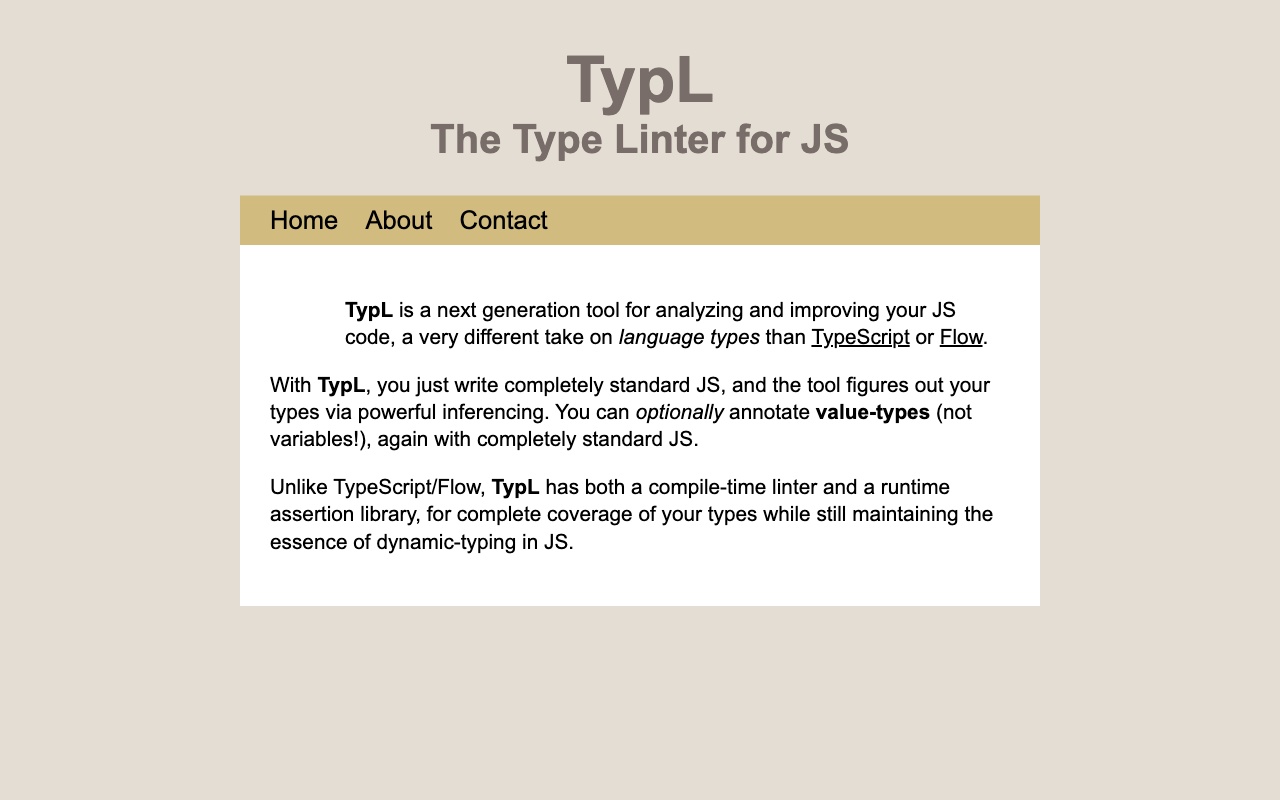 TypL
The Type Linter for JS
Home About Contact
TypL is a next generation tool for analyzing and improving your JS
code, a very different take on language types than TypeScript or Flow.
With TypL, you just write completely standard JS, and the tool figures out your
types via powerful inferencing. You can optionally annotate value-types (not
variables!), again with completely standard JS.
Unlike TypeScript/Flow, TypL has both a compile-time linter and a runtime
assertion library, for complete coverage of your types while still maintaining the
essence of dynamic-typing in JS.